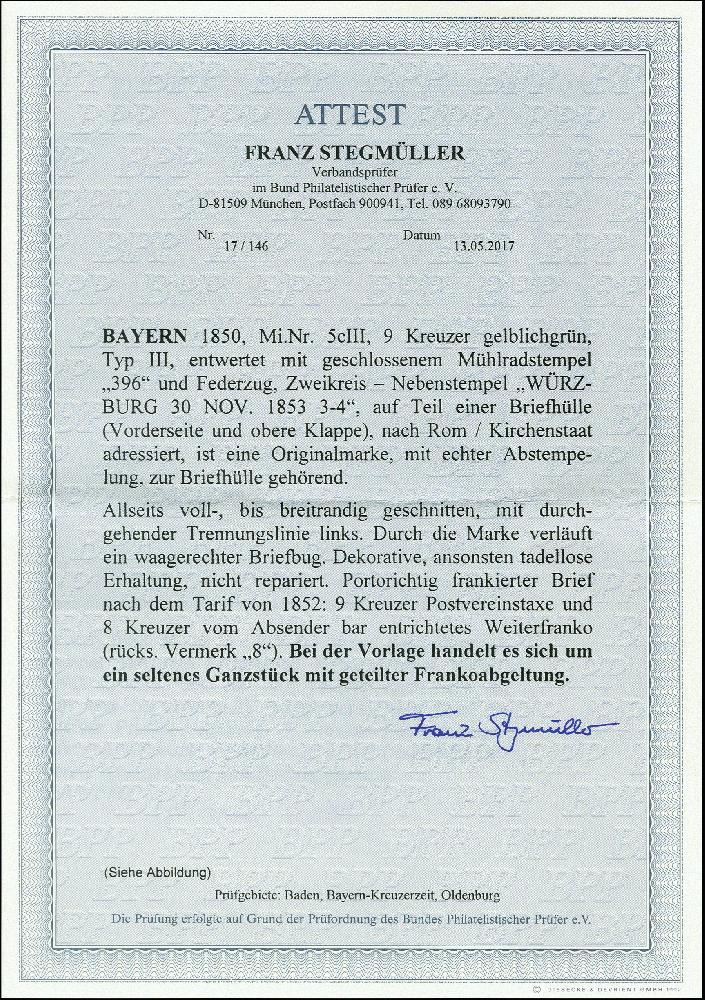 ATTEST
FRANZ STEGMÜLLER
Verbandsprüfer
im Bund Philatelistischer Prüfer e. V.
D-81509 München, Postfach 900941, Tel. 089 68093790
Nr. Datum
17 / 146 13.05.2017
BAYERN 1850, Mi.Nr. 5cIII, 9 Kreuzer gelblichgrün,
Typ III, entwertet mit geschlossenem Mühlradstempel
„396“ und Federzug, Zweikreis – Nebenstempel „WÜRZ-
BURG 30 NOV. 1853 3-4“, auf Teil einer Briefhülle
(Vorderseite und obere Klappe), nach Rom / Kirchenstaat
adressiert, ist eine Originalmarke, mit echter Abstempe-
lung, zur Briefhülle gehörend.
Allseits voll-, bis breitrandig geschnitten, mit durch-
gehender Trennungslinie links. Durch die Marke verläuft
ein waagerechter Briefbug. Dekorative, ansonsten tadellose
Erhaltung, nicht repariert. Portorichtig frankierter Brief
nach dem Tarif von 1852: 9 Kreuzer Postvereinstaxe und
8 Kreuzer vom Absender bar entrichtetes Weiterfranko
(rücks. Vermerk „8“). Bei der Vorlage handelt es sich um
ein seltenes Ganzstück mit geteilter Frankoabgeltung.
Franz Stegmüller
(Siehe Abbildung)
Prüfgebiete: Baden, Bayern-Kreuzerzeit, Oldenburg
Die Prüfung erfolgte auf Grund der Prüfordnung des Bundes Philatelistischer Prüfer e.V.
© GIESECKE & DEVRIENT GMBH